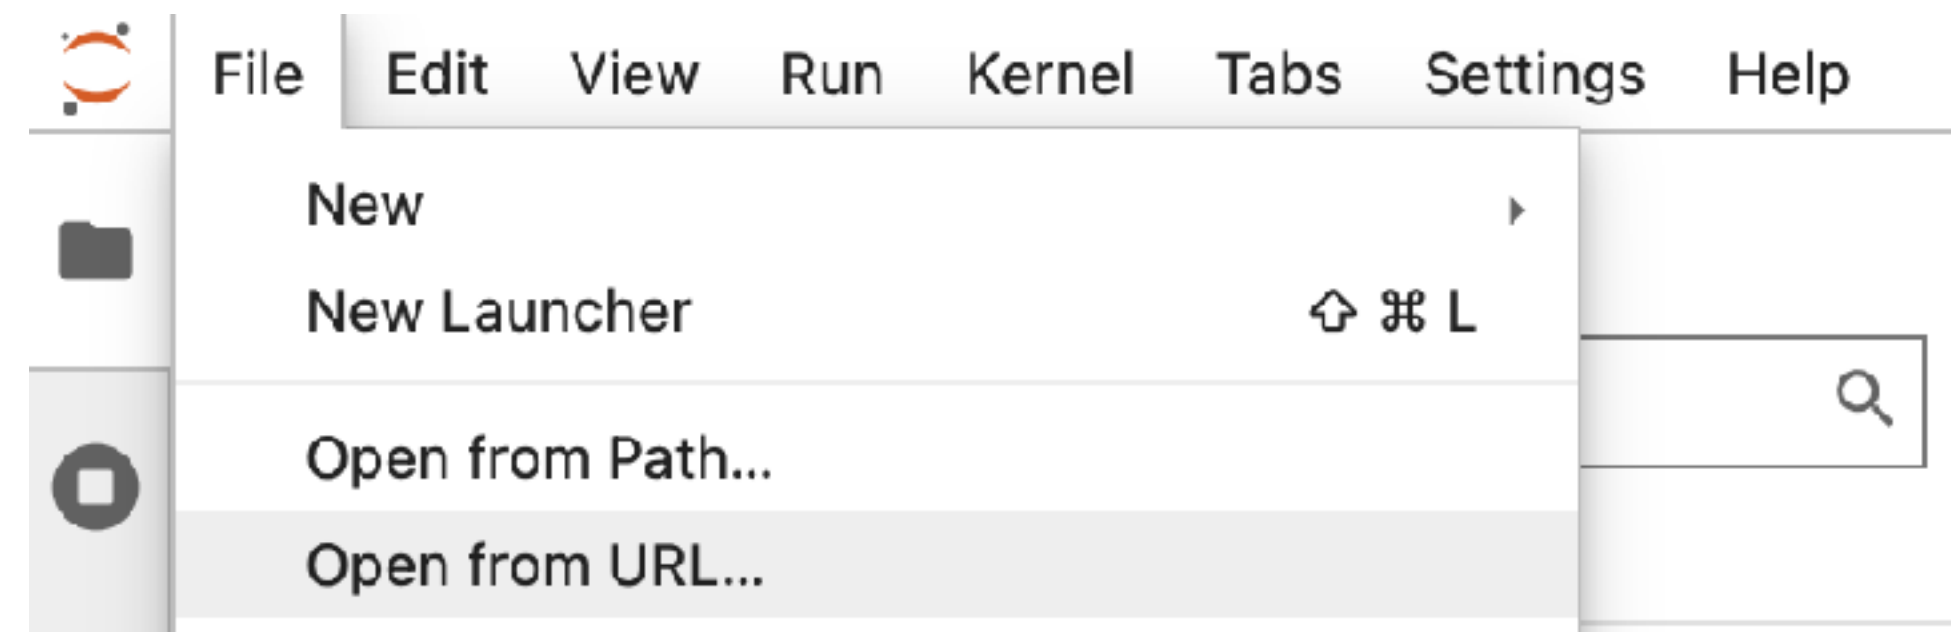 File Edit View Run Kernel Tabs Settings Help
New
New Launcher ⇧ ⌘ L
Open from Path...
Open from URL...